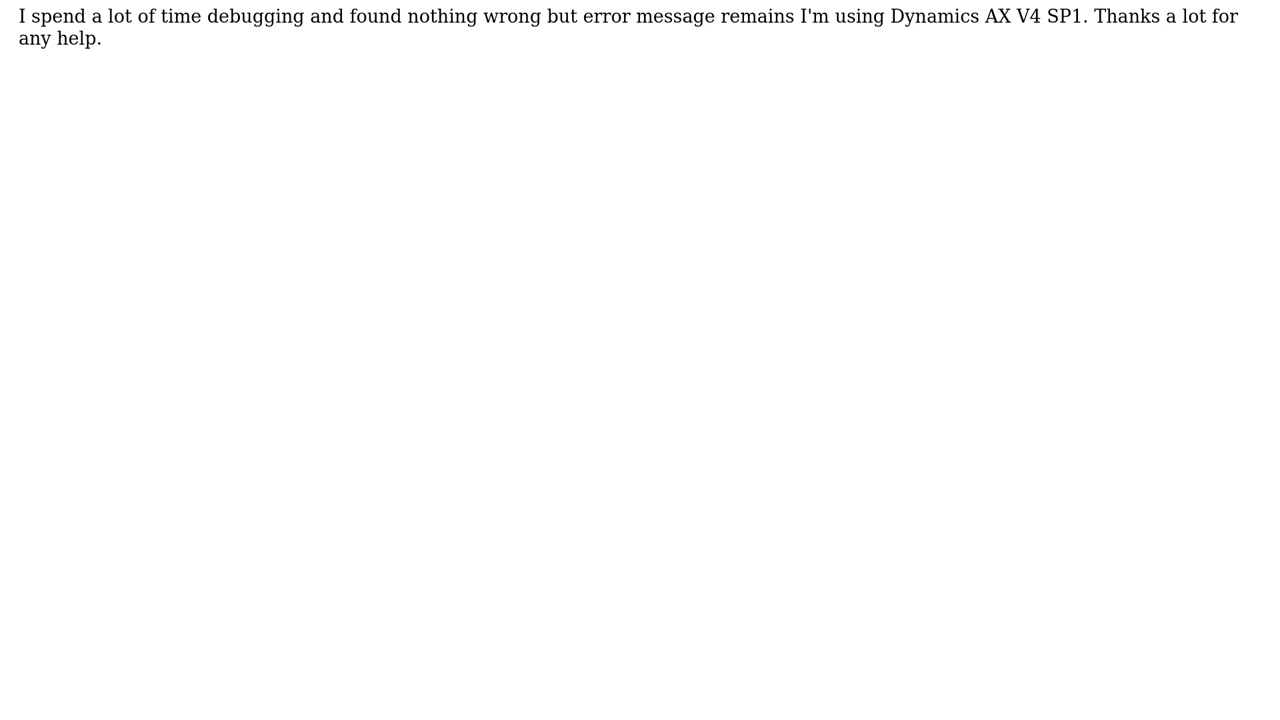 I spend a lot of time debugging and found nothing wrong but error message remains I'm using Dynamics AX V4 SP1. Thanks a lot for
any help.